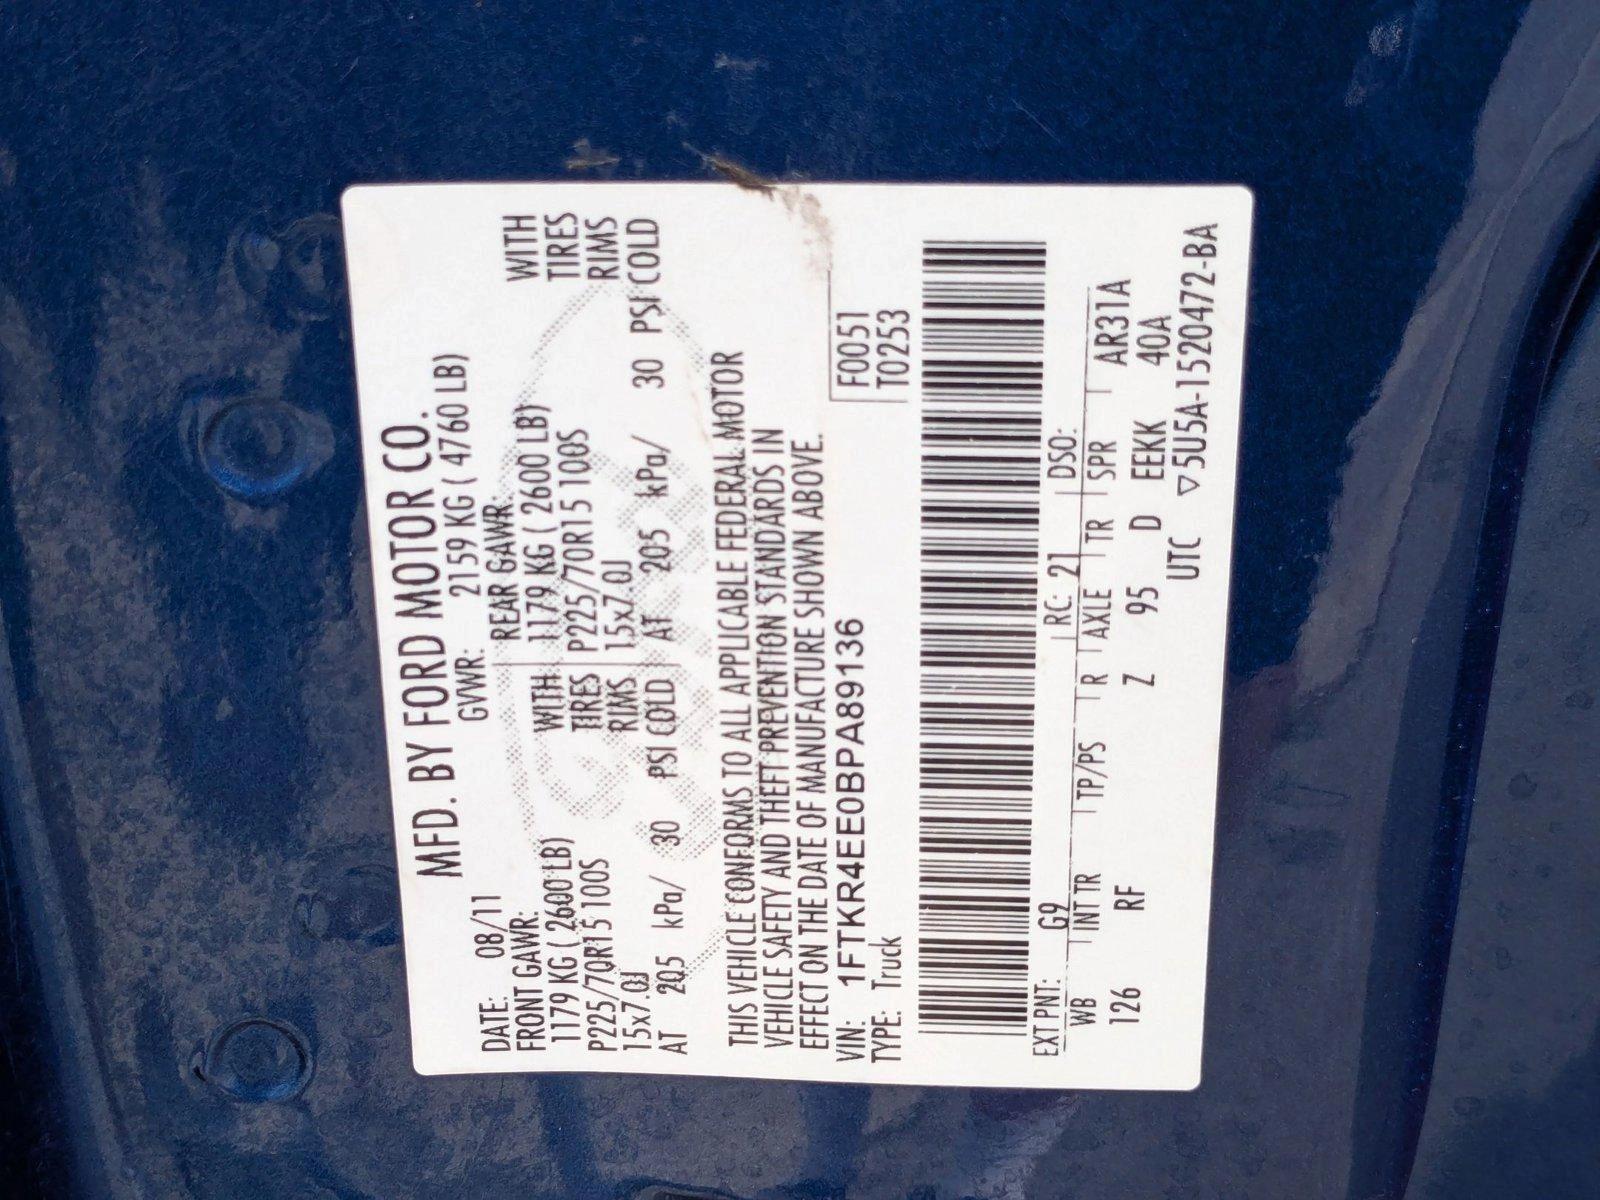 MFD. BY FORD MOTOR CO.
DATE: 08/11 GVWR: 2159 KG ( 4760 LB)
FRONT GAWR: REAR GAWR:
1179 KG ( 2600 LB) WITH 1179 KG ( 2600 LB) WITH
P225/70R15 100S TIRES P225/70R15 100S TIRES
15x7.0J RIMS 15x7.0J RIMS
AT 205 kPa/ 30 PSI COLD AT 205 kPa/ 30 PSI COLD
THIS VEHICLE CONFORMS TO ALL APPLICABLE FEDERAL MOTOR
VEHICLE SAFETY AND THEFT PREVENTION STANDARDS IN
EFFECT ON THE DATE OF MANUFACTURE SHOWN ABOVE.
VIN: 1FTKR4EE0BPA89136 F0051
TYPE: Truck T0253
EXT PNT: G9 RC: 21 DSO:
WB INT TR TP/PS R AXLE TR SPR AR31A
126 RF Z 95 D EEKK 40A
UTC ▽5U5A-1520472-BA